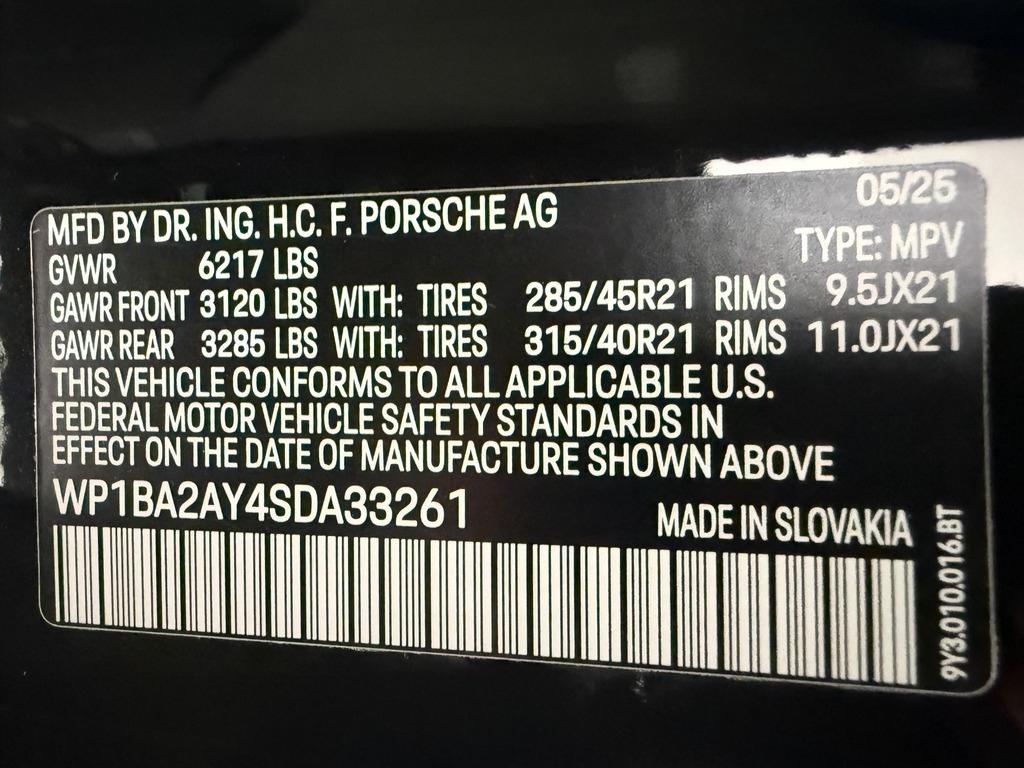 05/25
MFD BY DR. ING. H.C. F. PORSCHE AG
TYPE: MPV
GVWR 6217 LBS
GAWR FRONT 3120 LBS WITH: TIRES 285/45R21 RIMS 9.5JX21
GAWR REAR 3285 LBS WITH: TIRES 315/40R21 RIMS 11.0JX21
THIS VEHICLE CONFORMS TO ALL APPLICABLE U.S.
FEDERAL MOTOR VEHICLE SAFETY STANDARDS IN
EFFECT ON THE DATE OF MANUFACTURE SHOWN ABOVE
WP1BA2AY4SDA33261
MADE IN SLOVAKIA
9Y3.010.016.BT